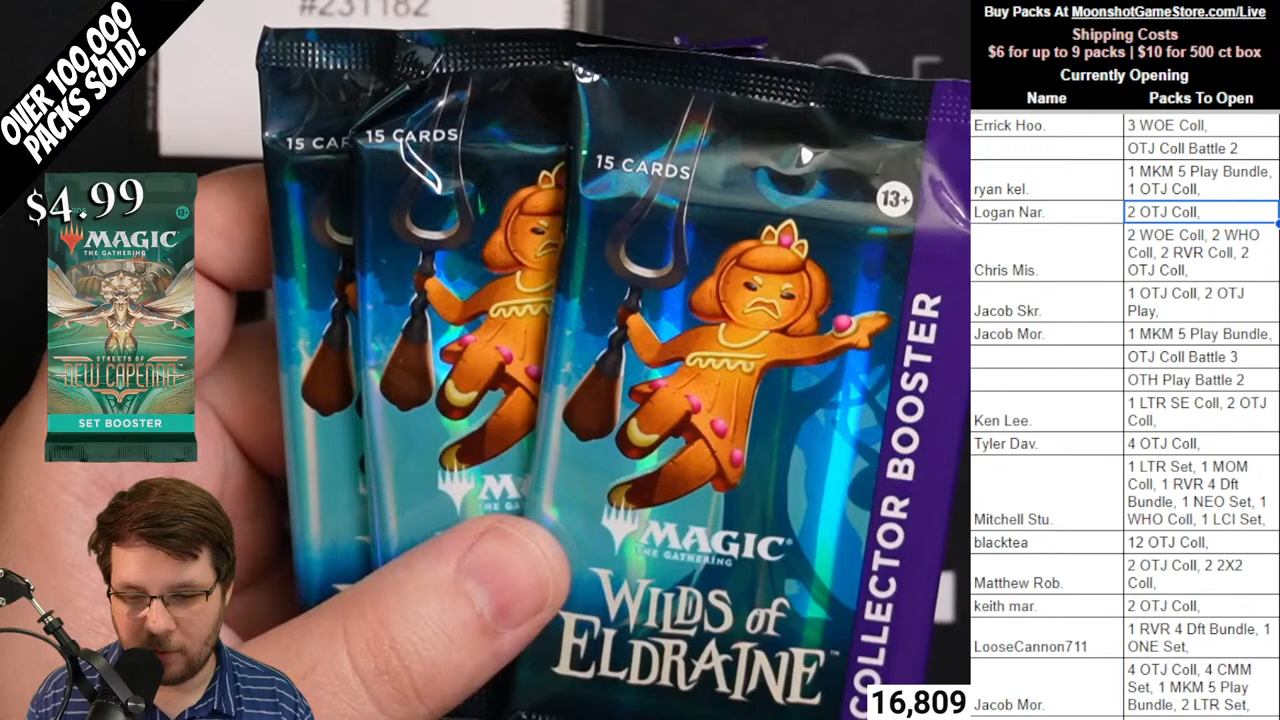 #231182
OVER 100,000
PACKS SOLD!
$4.99
13+
MAGIC
THE GATHERING
STREETS OF
NEW CAPENNA
SET BOOSTER
15 CARDS
15 CARDS
13+
COLLECTOR BOOSTER
MAGIC
THE GATHERING
WILDS of
ELDRAINE
16,809
Buy Packs At MoonshotGameStore.com/Live
Shipping Costs
$6 for up to 9 packs | $10 for 500 ct box
Currently Opening
Name Packs To Open
Errick Hoo. 3 WOE Coll,
OTJ Coll Battle 2
1 MKM 5 Play Bundle,
ryan kel. 1 OTJ Coll,
Logan Nar. 2 OTJ Coll,
2 WOE Coll, 2 WHO
Coll, 2 RVR Coll, 2
Chris Mis. OTJ Coll,
1 OTJ Coll, 2 OTJ
Jacob Skr. Play,
Jacob Mor. 1 MKM 5 Play Bundle,
OTJ Coll Battle 3
OTH Play Battle 2
1 LTR SE Coll, 2 OTJ
Ken Lee. Coll,
Tyler Dav. 4 OTJ Coll,
1 LTR Set, 1 MOM
Coll, 1 RVR 4 Dft
Bundle, 1 NEO Set, 1
Mitchell Stu. WHO Coll, 1 LCI Set,
blacktea 12 OTJ Coll,
2 OTJ Coll, 2 2X2
Matthew Rob. Coll,
keith mar. 2 OTJ Coll,
1 RVR 4 Dft Bundle, 1
LooseCannon711 ONE Set,
4 OTJ Coll, 4 CMM
Set, 1 MKM 5 Play
Jacob Mor. Bundle, 2 LTR Set,